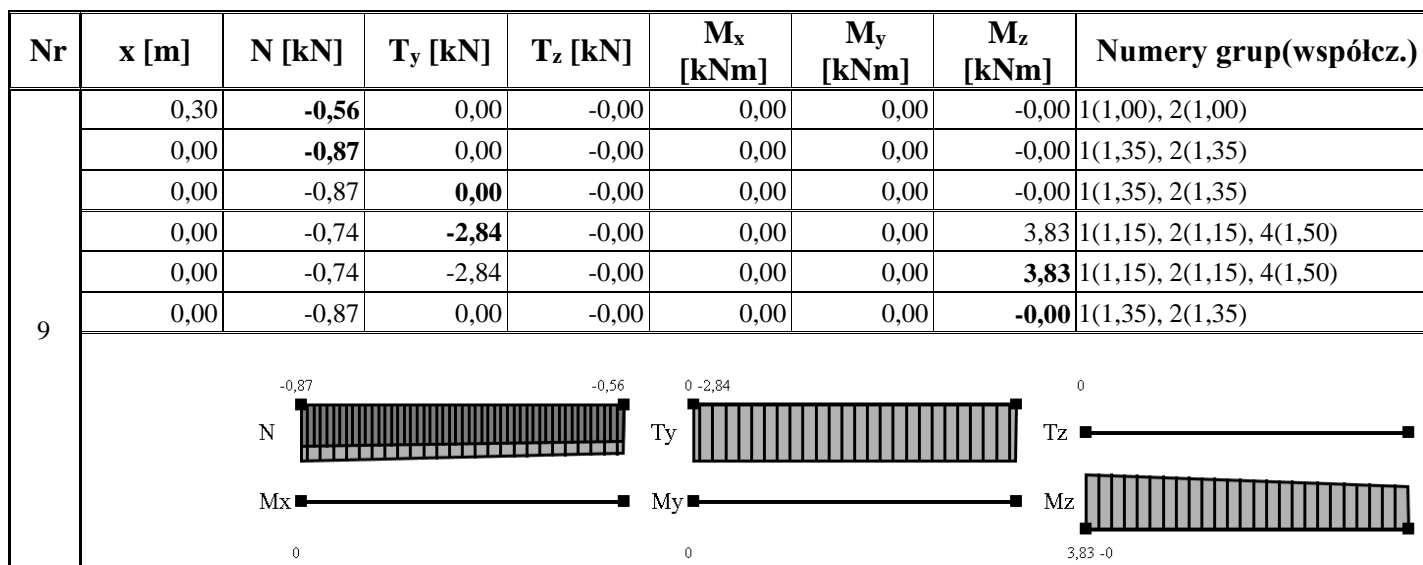 Nr x [m] N [kN] Ty [kN] Tz [kN] Mx [kNm] My [kNm] Mz [kNm] Numery grup(współcz.)
0,30 -0,56 0,00 -0,00 0,00 0,00 -0,00 1(1,00), 2(1,00)
0,00 -0,87 0,00 -0,00 0,00 0,00 -0,00 1(1,35), 2(1,35)
0,00 -0,87 0,00 -0,00 0,00 0,00 -0,00 1(1,35), 2(1,35)
0,00 -0,74 -2,84 -0,00 0,00 0,00 3,83 1(1,15), 2(1,15), 4(1,50)
0,00 -0,74 -2,84 -0,00 0,00 0,00 3,83 1(1,15), 2(1,15), 4(1,50)
9 0,00 -0,87 0,00 -0,00 0,00 0,00 -0,00 1(1,35), 2(1,35)
-0,87 -0,56 0 -2,84 0
N Ty Tz
Mx My Mz
0 0 3,83 -0